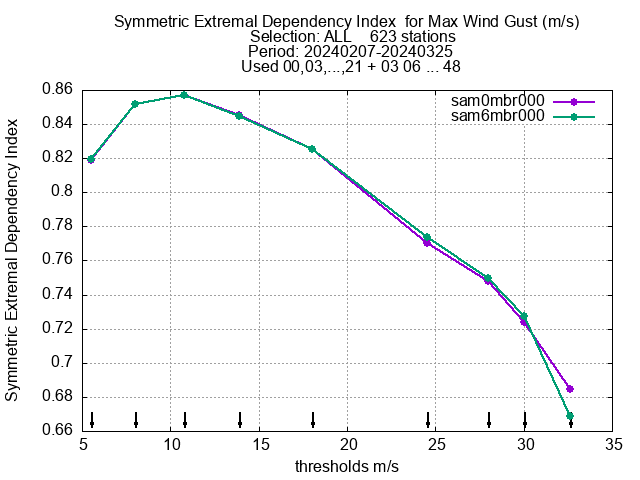 Symmetric Extremal Dependency Index  for Max Wind Gust (m/s)
Selection: ALL    623 stations
Period: 20240207-20240325
Used 00,03,...,21 + 03 06 ... 48
sam0mbr000
sam6mbr000
Symmetric Extremal Dependency Index
0.86
0.84
0.82
0.8
0.78
0.76
0.74
0.72
0.7
0.68
0.66
5 10 15 20 25 30 35
thresholds m/s